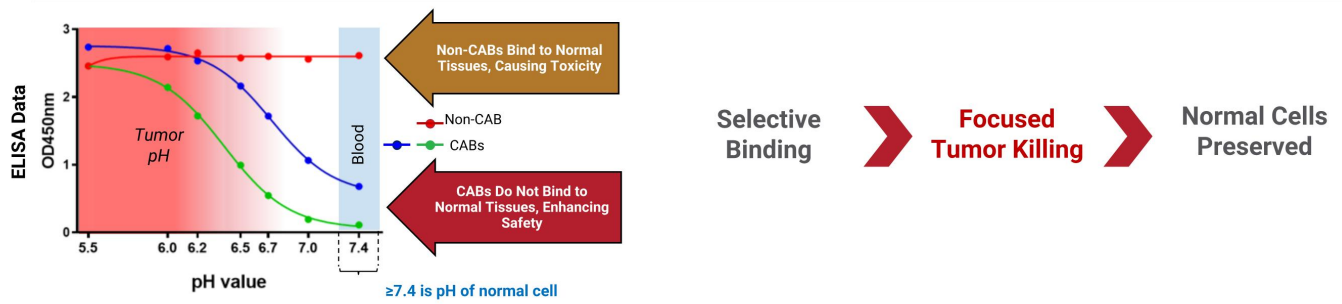 ELISA Data
OD450nm
3
2
1
0
5.5
6.0
6.2
6.5
6.7
7.0
7.4
pH value
Tumor
pH
Blood
Non-CAB
CABs
Non-CABs Bind to Normal
Tissues, Causing Toxicity
CABs Do Not Bind to
Normal Tissues, Enhancing
Safety
≥7.4 is pH of normal cell
Selective
Binding
Focused
Tumor Killing
Normal Cells
Preserved